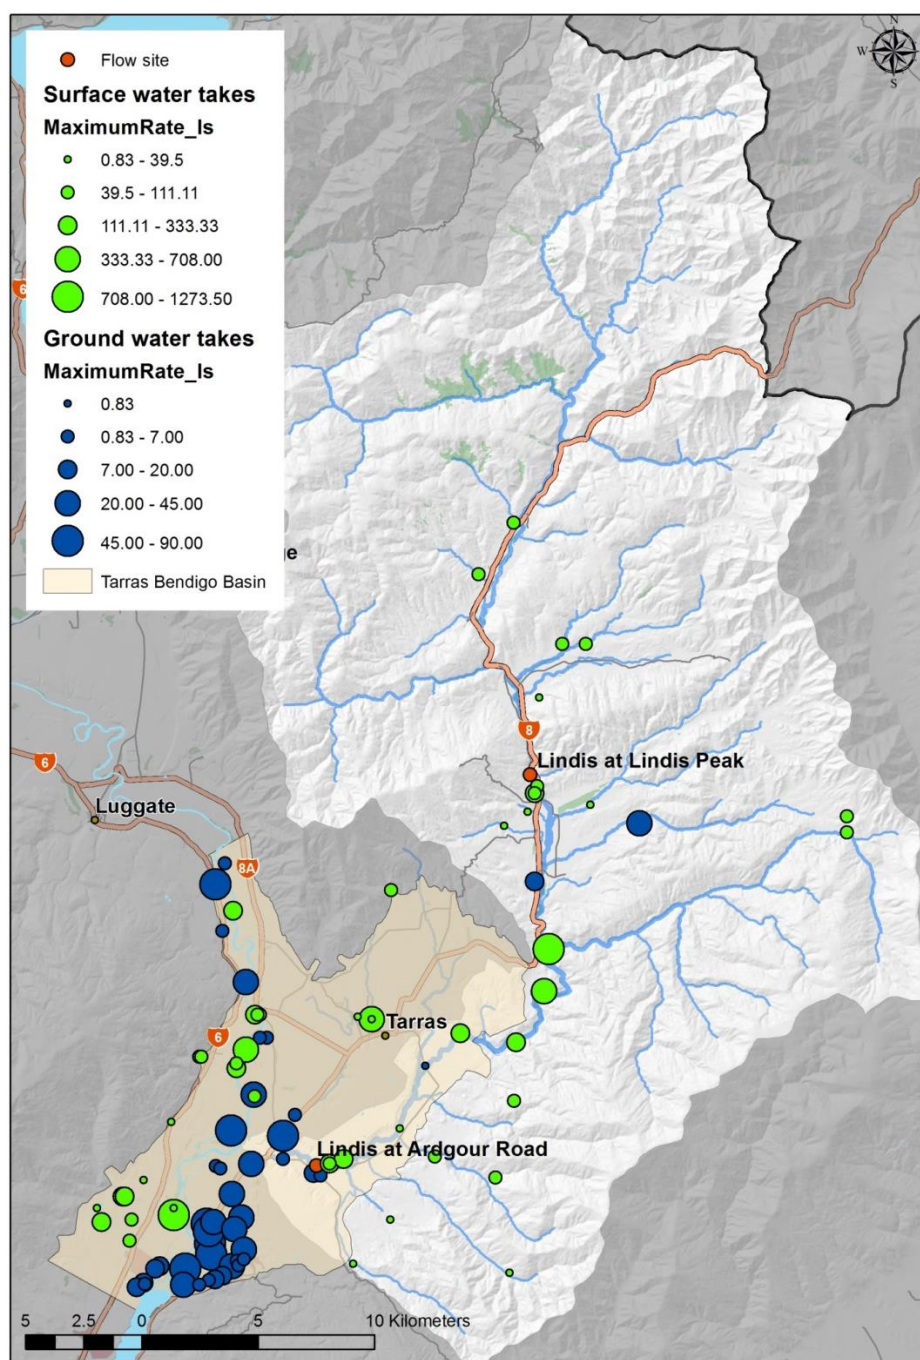 N
W
S
Flow site
Surface water takes
MaximumRate_ls
0.83 - 39.5
39.5 - 111.11
111.11 - 333.33
333.33 - 708.00
708.00 - 1273.50
Ground water takes
MaximumRate_ls
0.83
0.83 - 7.00
7.00 - 20.00
20.00 - 45.00
45.00 - 90.00
Tarras Bendigo Basin
6
ge
8
Lindis at Lindis Peak
6
Luggate
8A
6
Tarras
Lindis at Ardgour Road
5 2.5 0 5 10 Kilometers